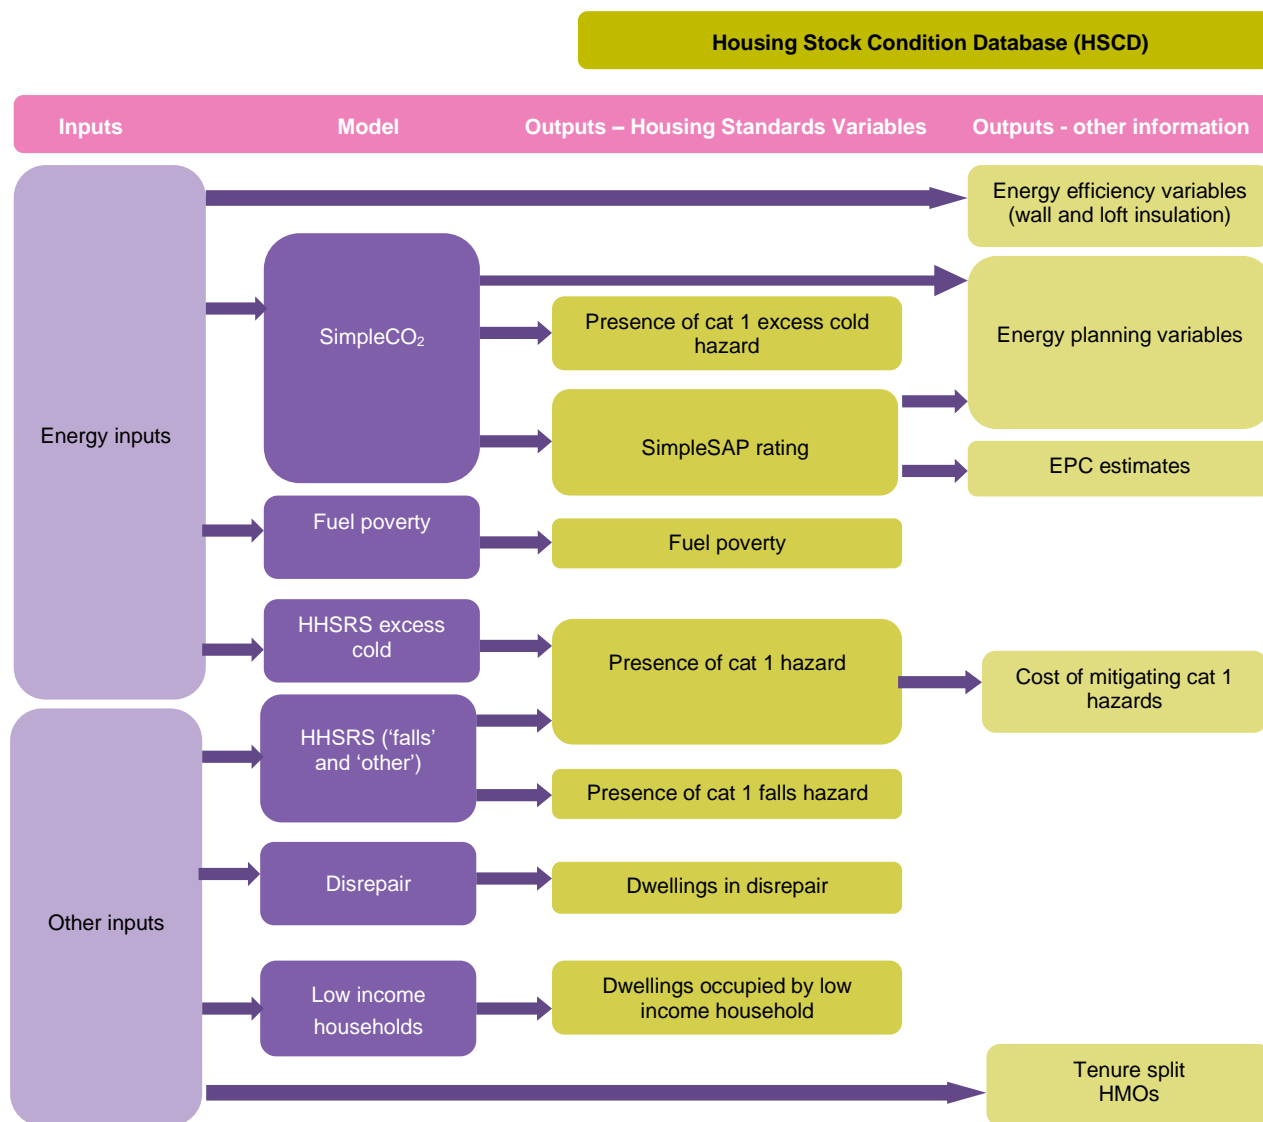 Housing Stock Condition Database (HSCD)
Inputs
Model
Outputs – Housing Standards Variables
Outputs - other information
Energy efficiency variables
(wall and loft insulation)
SimpleCO₂
Presence of cat 1 excess cold
hazard
Energy planning variables
Energy inputs
SimpleSAP rating
EPC estimates
Fuel poverty
Fuel poverty
HHSRS excess
cold
Presence of cat 1 hazard
Cost of mitigating cat 1
hazards
HHSRS (‘falls’
and ‘other’)
Presence of cat 1 falls hazard
Other inputs
Disrepair
Dwellings in disrepair
Low income
households
Dwellings occupied by low
income household
Tenure split
HMOs